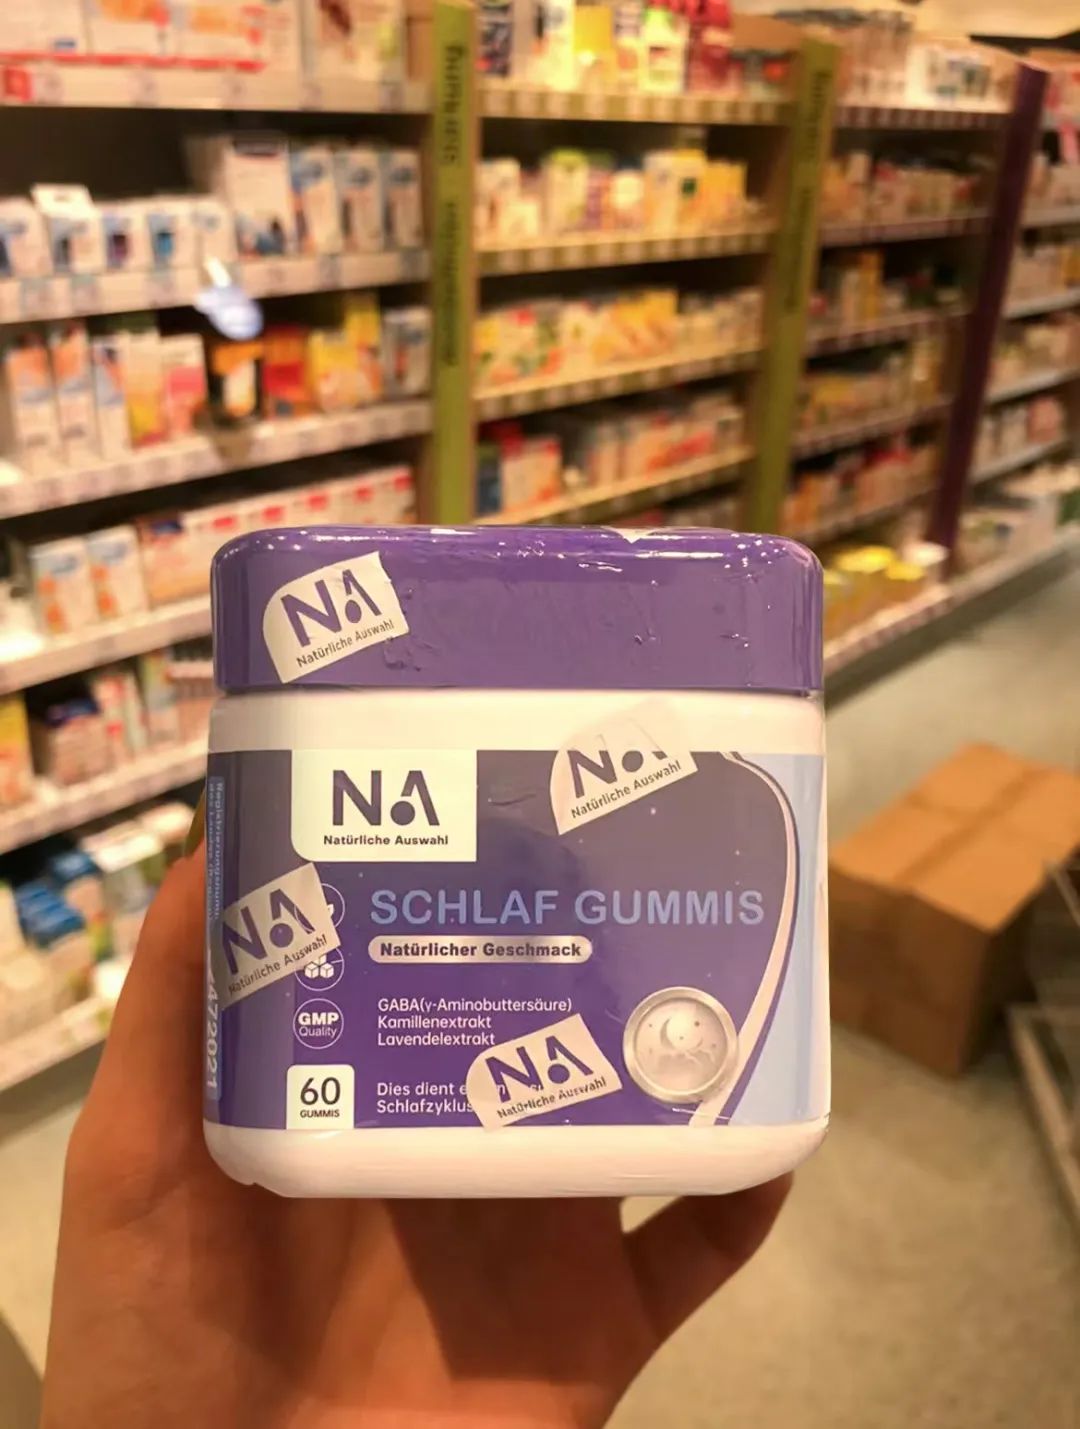 NA
Natürliche Auswahl
NA
Natürliche Auswahl
NA
Natürliche Auswahl
NA
Natürliche Auswahl
SCHLAF GUMMIS
Natürlicher Geschmack
GMP
Quality
GABA(γ-Aminobuttersäure)
Kamillenextrakt
Lavendelextrakt
NA
Natürliche Auswahl
60
GUMMIS
Dies dient
Schlafzyklus